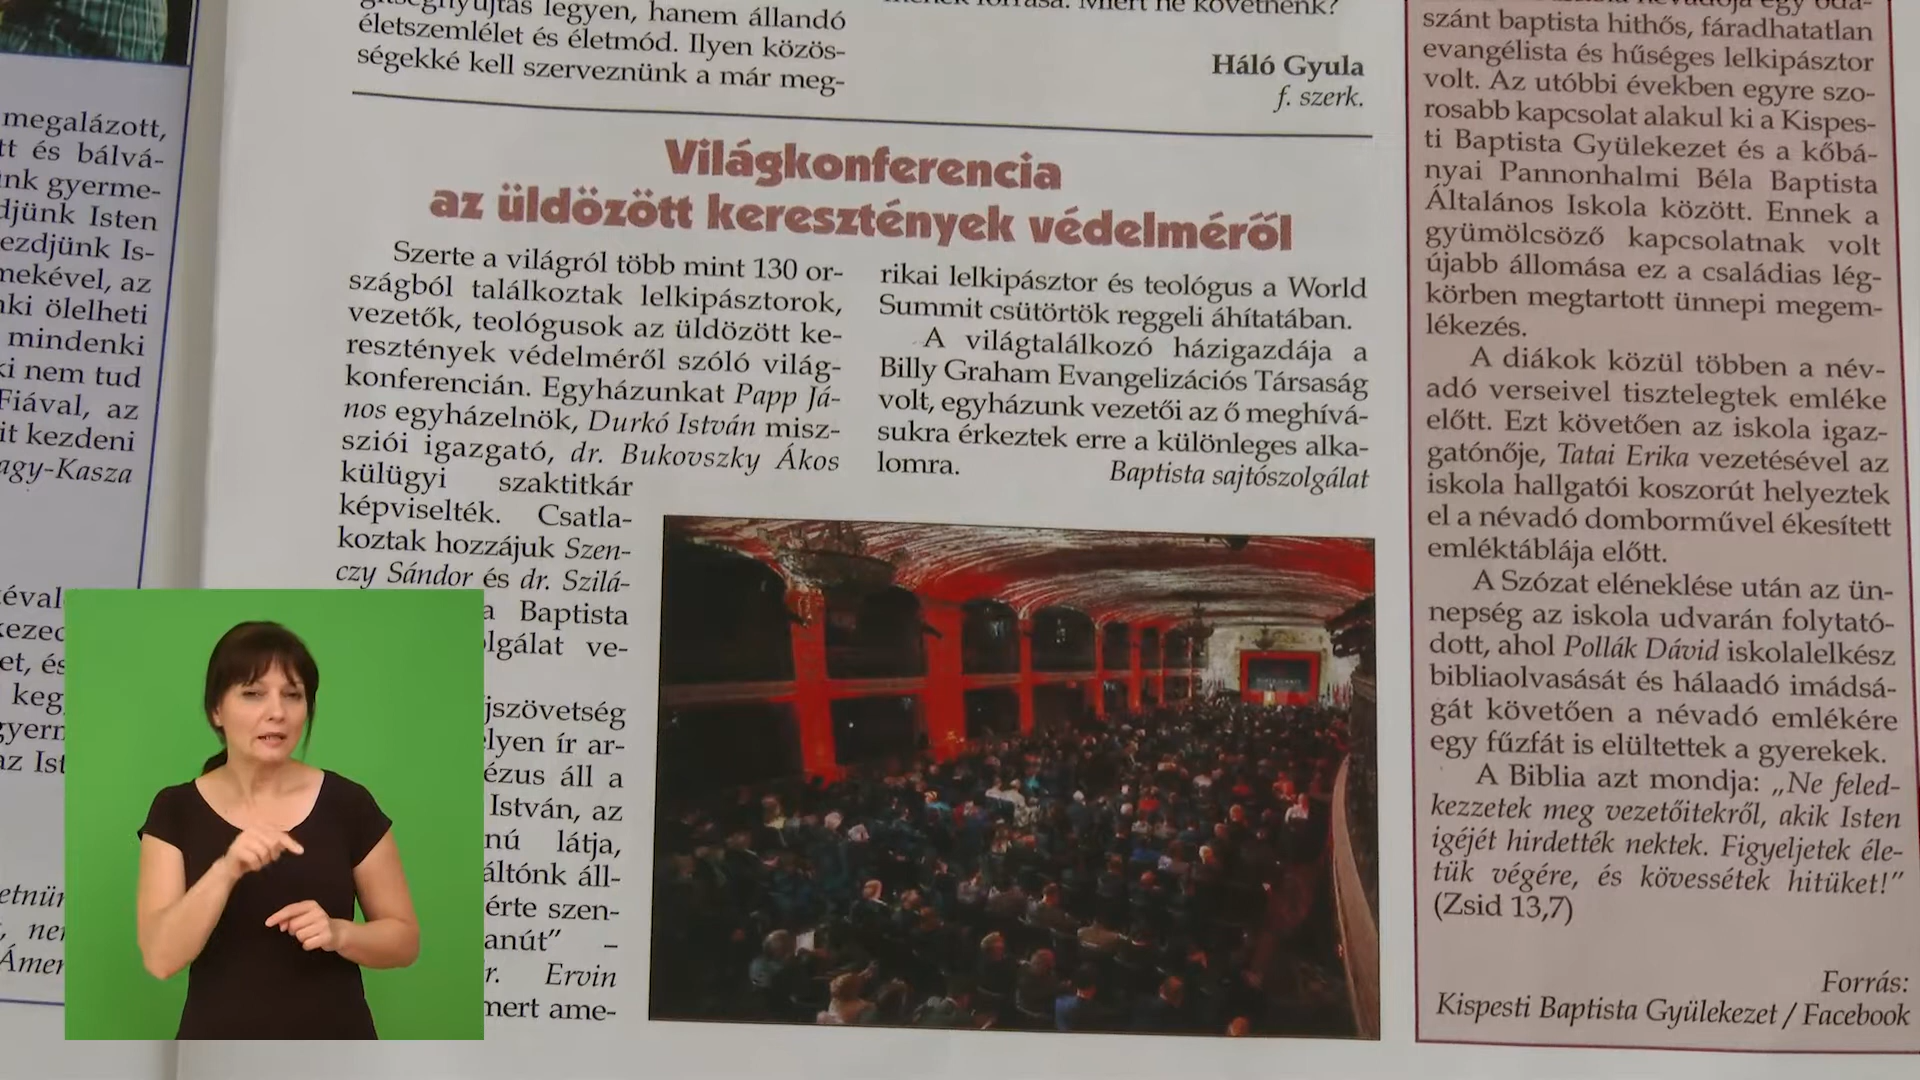 megalázott,
tt és bálvá-
ünk gyerme-
djünk Isten
ezdjünk Is-
mekével, az
nki ölelheti
mindenki
ki nem tud
Fiával, az
it kezdeni
agy-Kasza
legyen, hanem állandó
életszemlélet és életmód. Ilyen közös-
ségekké kell szerveznünk a már meg-
Miért ne követnénk?
Háló Gyula
f. szerk.
Világkonferencia
az üldözött keresztények védelméről
Szerte a világról több mint 130 or-
szágból találkoztak lelkipásztorok,
vezetők, teológusok az üldözött ke-
resztények védelméről szóló világ-
konferencián. Egyházunkat Papp Já-
nos egyházelnök, Durkó István misz-
sziói igazgató, dr. Bukovszky Ákos
külügyi szaktitkár
képviselték. Csatla-
koztak hozzájuk Szen-
czy Sándor és dr. Szilá-
a Baptista
lgálat ve-
jszövetség
lyen ír ar-
ézus áll a
István, az
nú látja,
áltónk áll-
érte szen-
anút” –
r. Ervin
mert ame-
rikai lelkipásztor és teológus a World
Summit csütörtök reggeli áhítatában.
A világtalálkozó házigazdája a
Billy Graham Evangelizációs Társaság
volt, egyházunk vezetői az ő meghívá-
sukra érkeztek erre a különleges alka-
lomra.
Baptista sajtószolgálat
szánt baptista hithős, fáradhatatlan
evangélista és hűséges lelkipásztor
volt. Az utóbbi években egyre szo-
rosabb kapcsolat alakul ki a Kispes-
ti Baptista Gyülekezet és a kőbá-
nyai Pannonhalmi Béla Baptista
Általános Iskola között. Ennek a
gyümölcsöző kapcsolatnak volt
újabb állomása ez a családias lég-
körben megtartott ünnepi megem-
lékezés.
A diákok közül többen a név-
adó verseivel tisztelegtek emléke
előtt. Ezt követően az iskola igaz-
gatónője, Tatai Erika vezetésével az
iskola hallgatói koszorút helyeztek
el a névadó domborművel ékesített
emléktáblája előtt.
A Szózat eléneklése után az ün-
nepség az iskola udvarán folytató-
dott, ahol Pollák Dávid iskolalelkész
bibliaolvasását és hálaadó imádsá-
gát követően a névadó emlékére
egy fűzfát is elültettek a gyerekek.
A Biblia azt mondja: „Ne feled-
kezzetek meg vezetőitekről, akik Isten
igéjét hirdették nektek. Figyeljetek éle-
tük végére, és kövessétek hitüket!”
(Zsid 13,7)
Forrás:
Kispesti Baptista Gyülekezet / Facebook